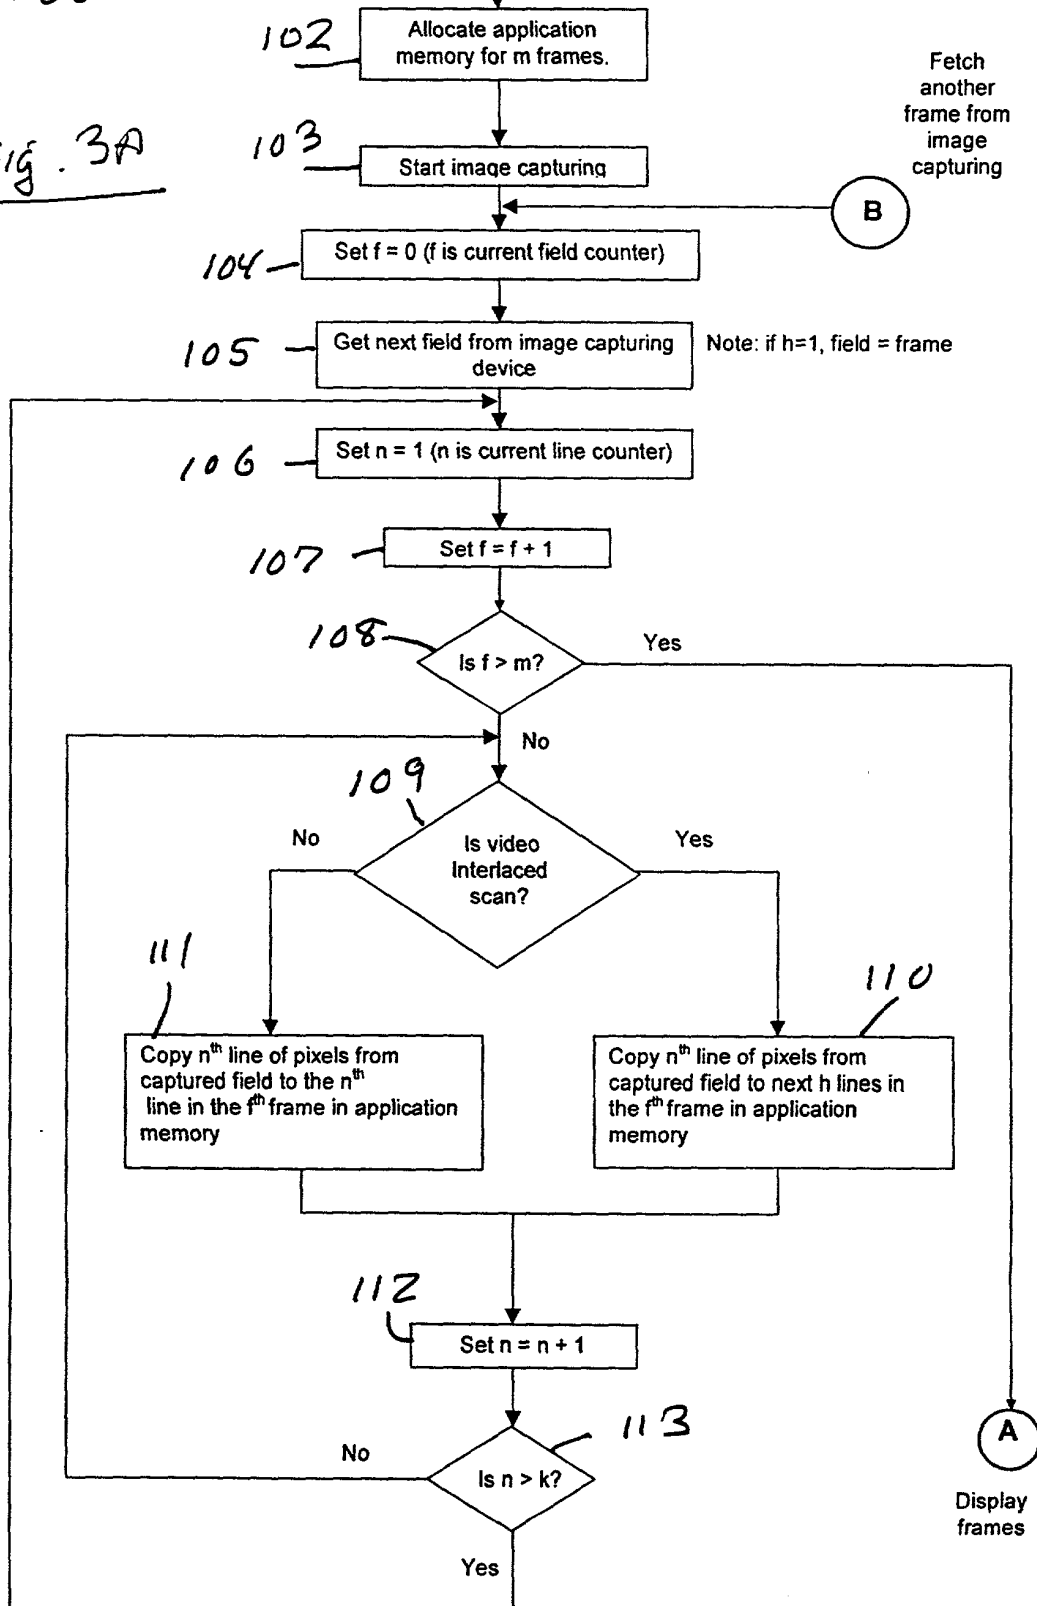 102
Allocate application
memory for m frames.
Fetch
another
frame from
image
capturing
Fig. 3A
103
Start image capturing
B
104
Set f = 0 (f is current field counter)
105
Get next field from image capturing
device
Note: if h=1, field = frame
106
Set n = 1 (n is current line counter)
107
Set f = f + 1
108
Is f > m?
Yes
No
109
Is video
Interlaced
scan?
No
Yes
111
110
Copy nth line of pixels from
captured field to the nth
line in the fth frame in application
memory
Copy nth line of pixels from
captured field to next h lines in
the fth frame in application
memory
112
Set n = n + 1
113
Is n > k?
No
Yes
A
Display
frames